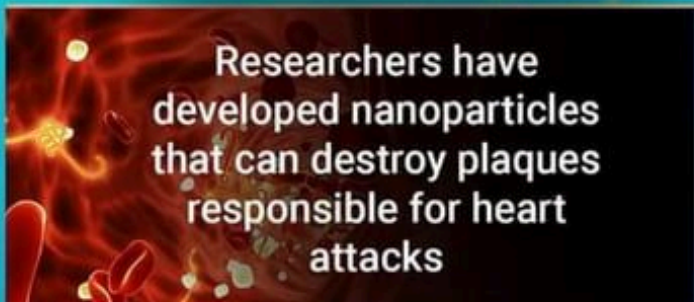 Researchers have
developed nanoparticles
that can destroy plaques
responsible for heart
attacks